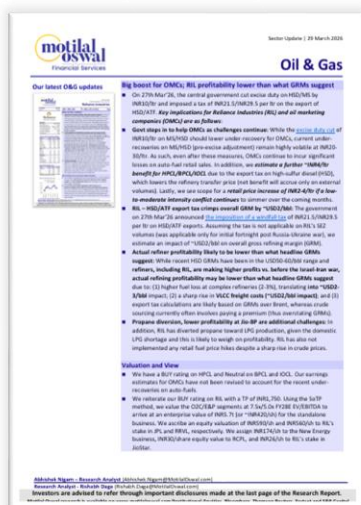 Sector Update | 29 March 2026
motilal
oswal
Financial Services
Oil & Gas
Our latest O&G updates
Big boost for OMCs; RIL profitability lower than what GRMs suggest
On 27th Mar'26, the central government cut excise duty on HSD/MS by
INR10/ltr and imposed a tax of INR21.5/INR29.5 per ltr on the export of
HSD/ATF. Key implications for Reliance Industries (RIL) and oil marketing
companies (OMCs) are as follows:
Govt steps in to help OMCs as challenges continue: While the excise duty cut of
INR10/ltr on MS/HSD should lower under-recovery for OMCs, current under-
recoveries on MS/HSD (pre-excise adjustment) remain highly volatile at INR20-
30/ltr. As such, even after these measures, OMCs continue to incur significant
losses on auto-fuel retail sales. In addition, we estimate a further ~INR4/ltr
benefit for HPCL/BPCL/IOCL due to the export tax on high-sulfur diesel (HSD),
which lowers the refinery transfer price (net benefit will accrue only on external
volumes). Lastly, we see scope for a retail price increase of INR2-4/ltr if a low-
to-moderate intensity conflict continues to simmer over the coming months.
RIL – HSD/ATF export tax crimps overall GRM by ~USD2/bbl: The government
on 27th Mar'26 announced the imposition of a windfall tax of INR21.5/INR29.5
per ltr on HSD/ATF exports. Assuming the tax is not applicable on RIL's SEZ
volumes (was applicable only for initial fortnight post Russia-Ukraine war), we
estimate an impact of ~USD2/bbl on overall gross refining margin (GRM).
Actual refiner profitability likely to be lower than what headline GRMs
suggest: While recent HSD GRMs have been in the USD50-60/bbl range and
refiners, including RIL, are making higher profits vs. before the Israel-Iran war,
actual refining profitability may be lower than what headline GRMs suggest
due to: (1) higher fuel loss at complex refineries (2-3%), translating into ~USD2-
3/bbl impact, (2) a sharp rise in VLCC freight costs (~USD2/bbl impact); and (3)
export tax calculations are likely based on GRMs over Brent, whereas crude
sourcing currently often involves paying a premium (thus overstating GRMs).
Propane diversion, lower profitability at Jio-BP are additional challenges: In
addition, RIL has diverted propane toward LPG production, given the domestic
LPG shortage and this is likely to weigh on profitability. RIL has also not
implemented any retail fuel price hikes despite a sharp rise in crude prices.
Valuation and View
We have a BUY rating on HPCL and Neutral on BPCL and IOCL. Our earnings
estimates for OMCs have not been revised to account for the recent under-
recoveries on auto-fuels.
We reiterate our BUY rating on RIL with a TP of INR1,750. Using the SoTP
method, we value the O2C/E&P segments at 7.5x/5.0x FY28E EV/EBITDA to
arrive at an enterprise value of INR5.7t (or ~INR420/sh) for the standalone
business. We ascribe an equity valuation of INR590/sh and INR560/sh to RIL's
stake in JPL and RRVL, respectively. We assign INR174/sh to the New Energy
business, INR30/share equity value to RCPL, and INR26/sh to RIL's stake in
JioStar.
Abhishek Nigam - Research Analyst (Abhishek.Nigam@MotilalOswal.com)
Research Analyst - Rishabh Daga (Rishabh.Daga@MotilalOswal.com)
Investors are advised to refer through important disclosures made at the last page of the Research Report.